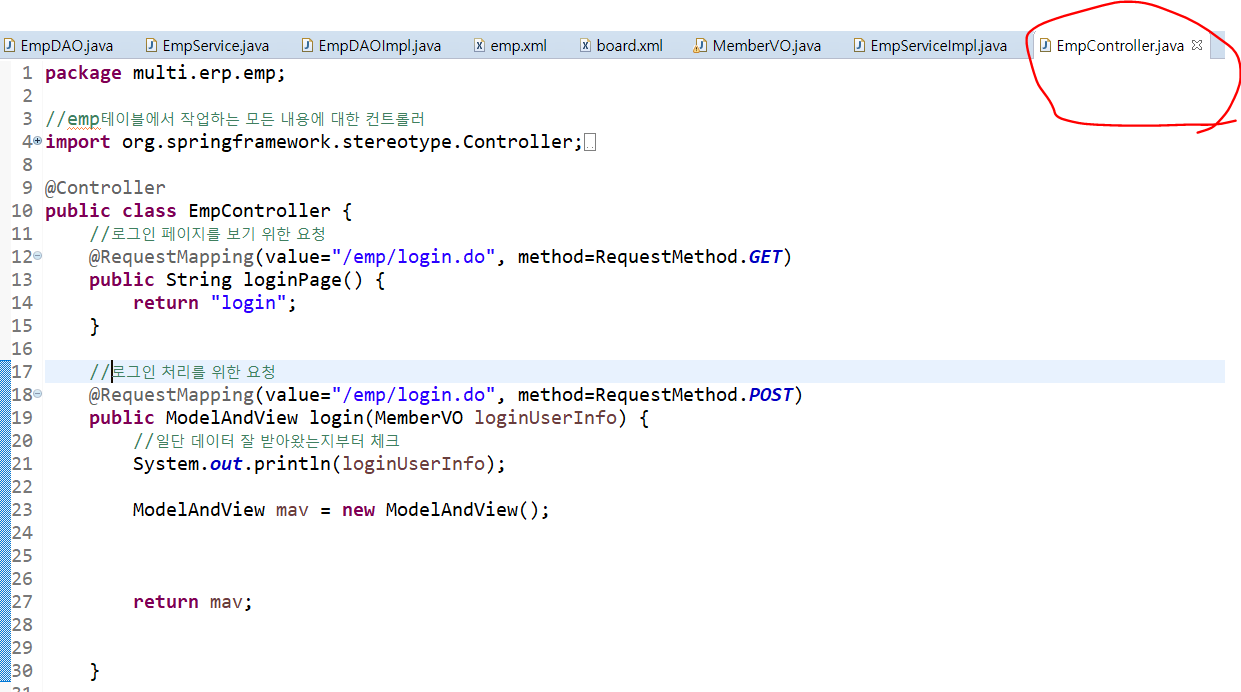 EmpDAO.java EmpService.java EmpDAOImpl.java emp.xml board.xml MemberVO.java EmpServiceImpl.java EmpController.java
1 package multi.erp.emp;
2
3 //emp테이블에서 작업하는 모든 내용에 대한 컨트롤러
4 import org.springframework.stereotype.Controller;
8
9 @Controller
10 public class EmpController {
11 //로그인 페이지를 보기 위한 요청
12 @RequestMapping(value="/emp/login.do", method=RequestMethod.GET)
13 public String loginPage() {
14 return "login";
15 }
16
17 //로그인 처리를 위한 요청
18 @RequestMapping(value="/emp/login.do", method=RequestMethod.POST)
19 public ModelAndView login(MemberVO loginUserInfo) {
20 //일단 데이터 잘 받아왔는지부터 체크
21 System.out.println(loginUserInfo);
22
23 ModelAndView mav = new ModelAndView();
24
25
26
27 return mav;
28
29
30 }
31